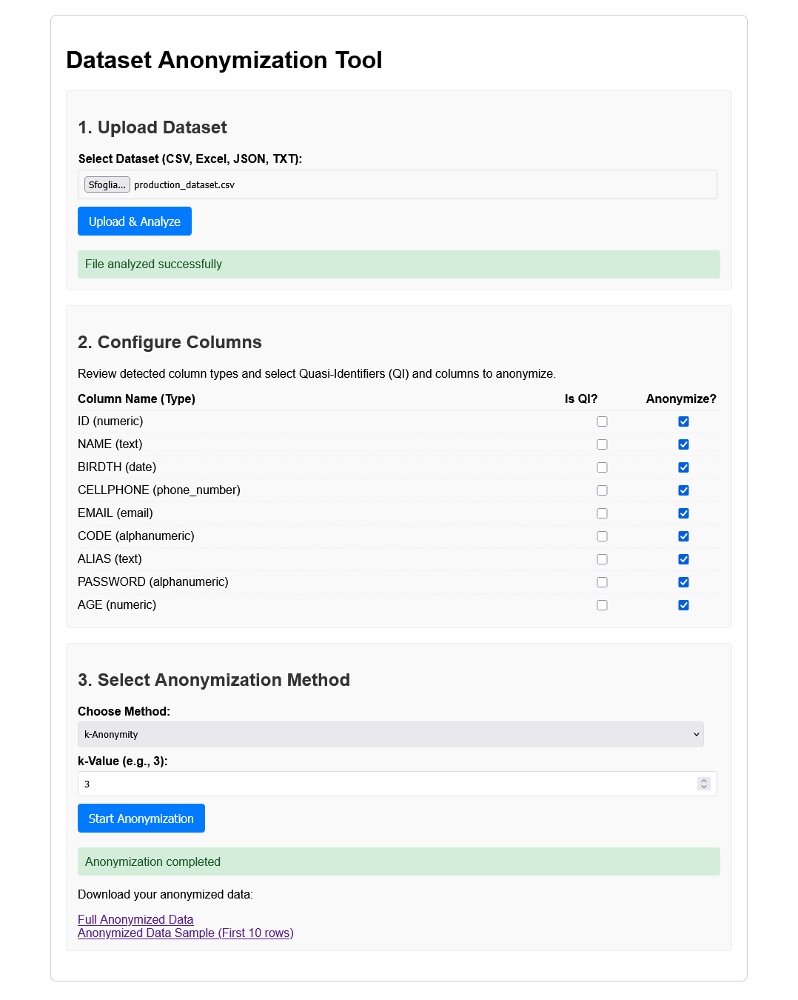 Dataset Anonymization Tool
1. Upload Dataset
Select Dataset (CSV, Excel, JSON, TXT):
Sfoglia... production_dataset.csv
Upload & Analyze
File analyzed successfully
2. Configure Columns
Review detected column types and select Quasi-Identifiers (QI) and columns to anonymize.
Column Name (Type) Is QI? Anonymize?
ID (numeric)
NAME (text)
BIRDTH (date)
CELLPHONE (phone_number)
EMAIL (email)
CODE (alphanumeric)
ALIAS (text)
PASSWORD (alphanumeric)
AGE (numeric)
3. Select Anonymization Method
Choose Method:
k-Anonymity
k-Value (e.g., 3):
3
Start Anonymization
Anonymization completed
Download your anonymized data:
Full Anonymized Data
Anonymized Data Sample (First 10 rows)